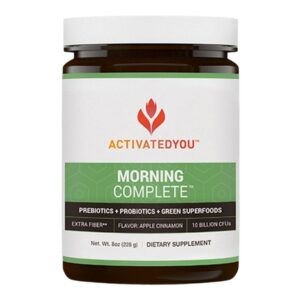 ACTIVATEDYOU™
MORNING
COMPLETE™
PREBIOTICS + PROBIOTICS + GREEN SUPERFOODS
EXTRA FIBER** FLAVOR: APPLE CINNAMON 10 BILLION CFUs
Net. Wt. 8oz (228 g) DIETARY SUPPLEMENT